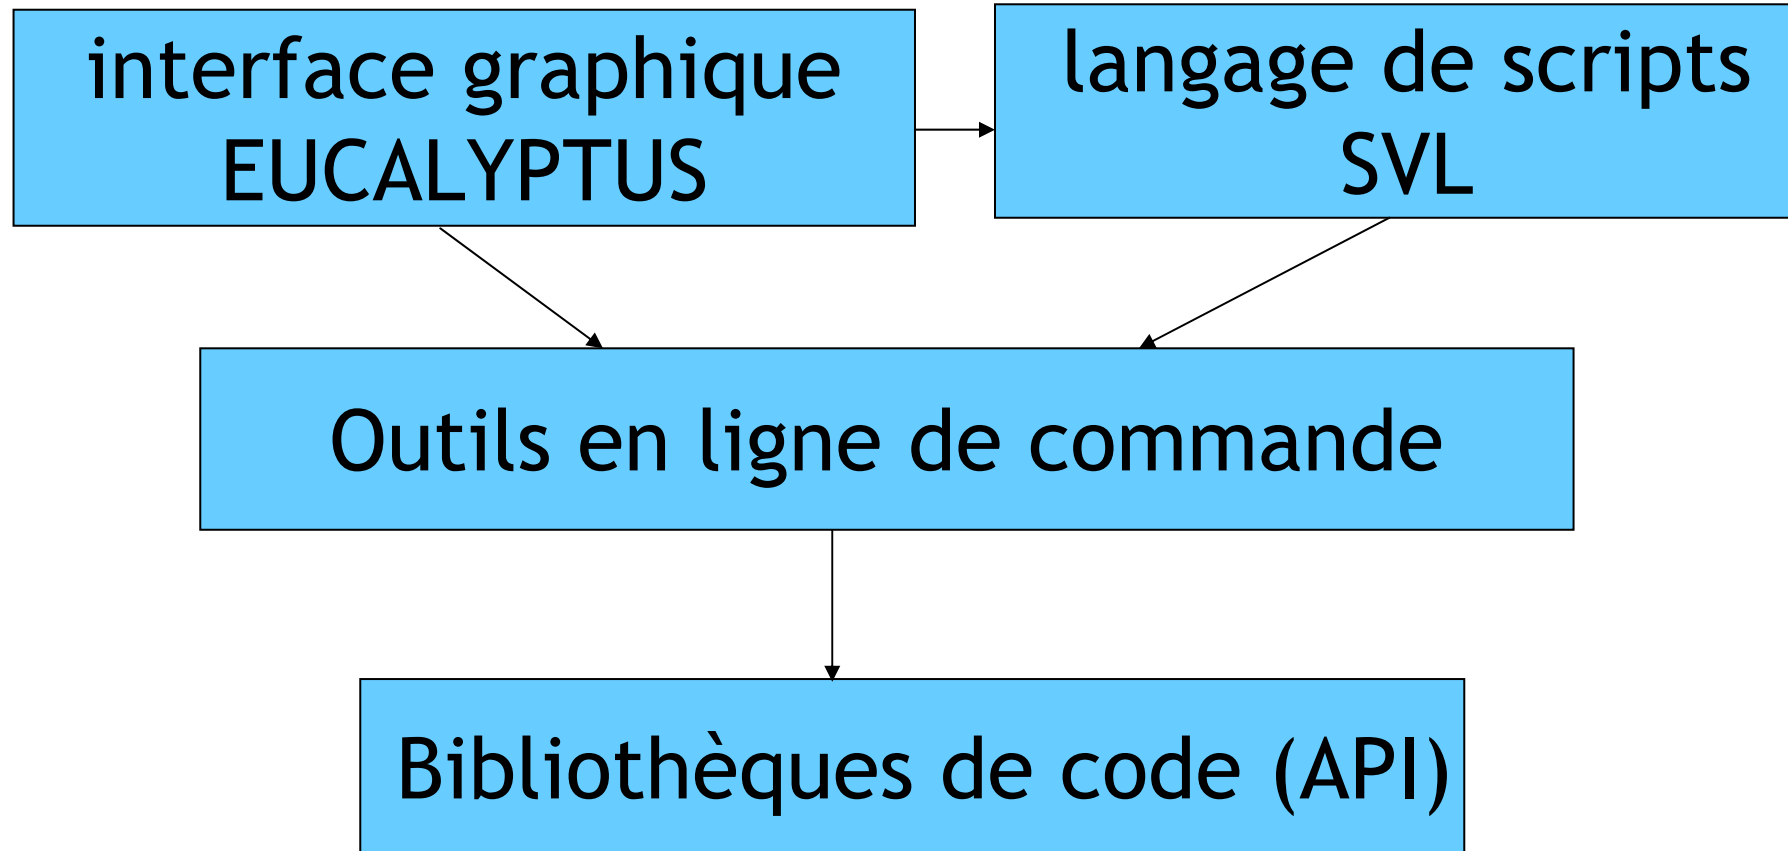 interface graphique
EUCALYPTUS
langage de scripts
SVL
Outils en ligne de commande
Bibliothèques de code (API)